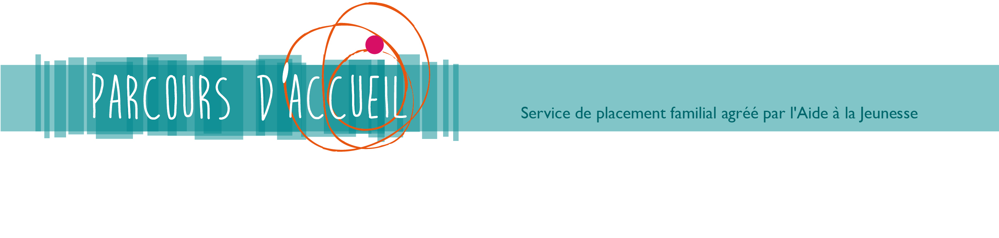 PARCOURS D'ACCUEIL
Service de placement familial agréé par l'Aide à la Jeunesse